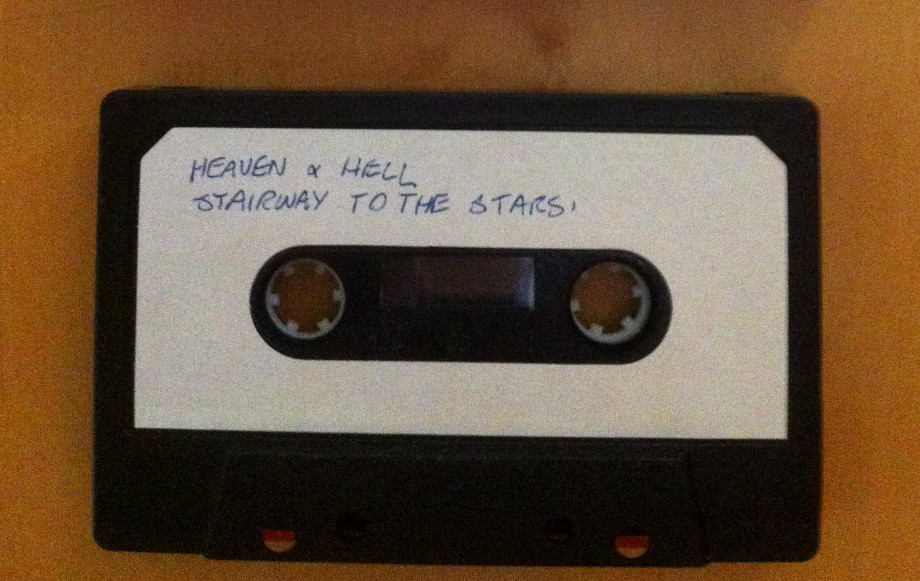 HEAVEN & HELL
STAIRWAY TO THE STARS.